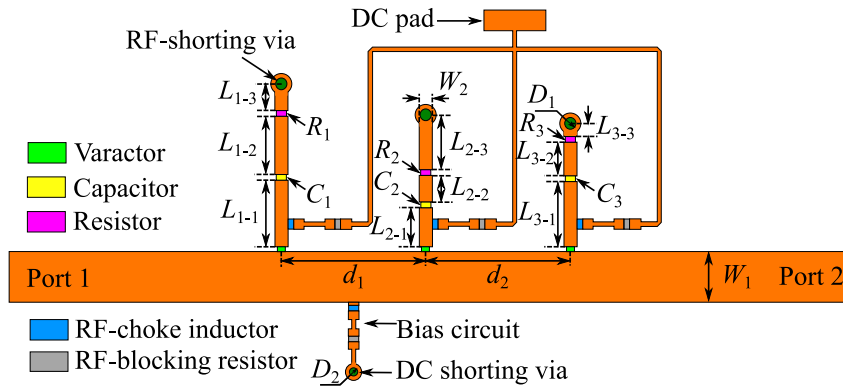 DC pad
RF-shorting via
W₂
D₁
L₁₋₃
R₁
L₂₋₃
R₃
L₃₋₃
L₁₋₂
R₂
L₃₋₂
Varactor
C₁
C₂
L₂₋₂
C₃
Capacitor
L₁₋₁
L₂₋₁
L₃₋₁
Resistor
d₁
d₂
Port 1
W₁
Port 2
RF-choke inductor
Bias circuit
RF-blocking resistor
D₂
DC shorting via